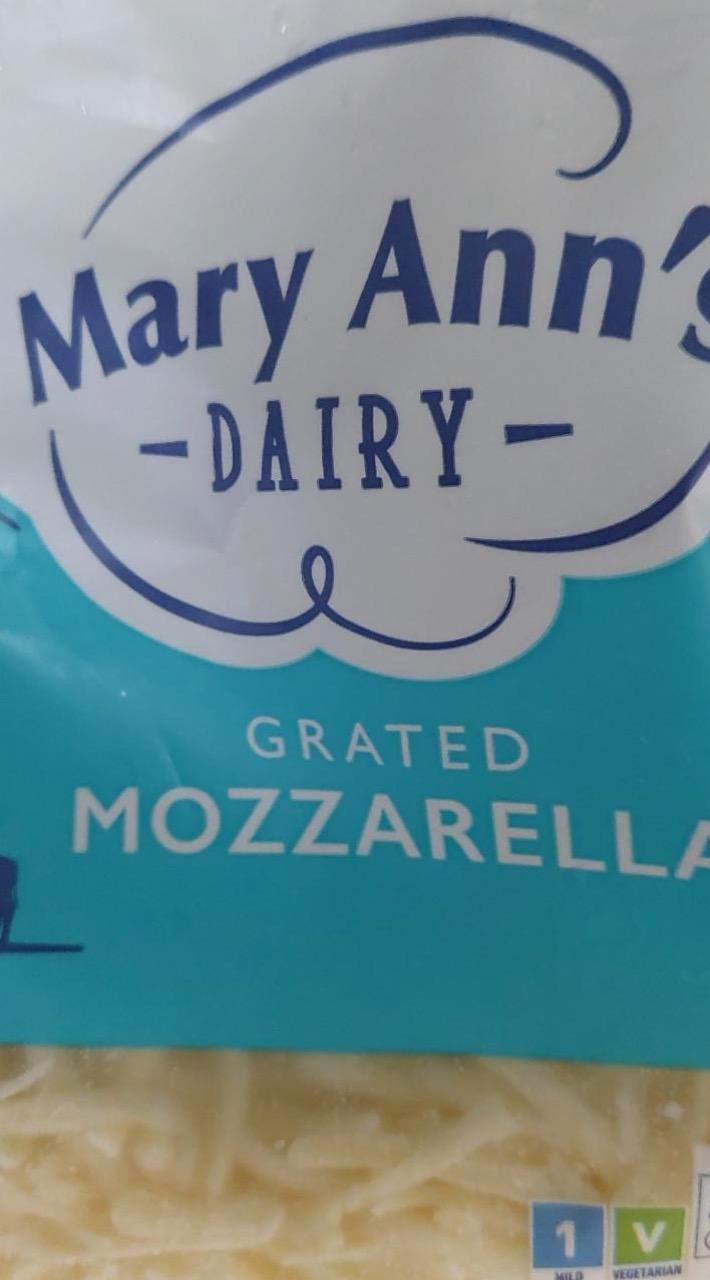 Mary Ann's
-DAIRY-
GRATED
MOZZARELLA
1 V
MILD VEGETARIAN